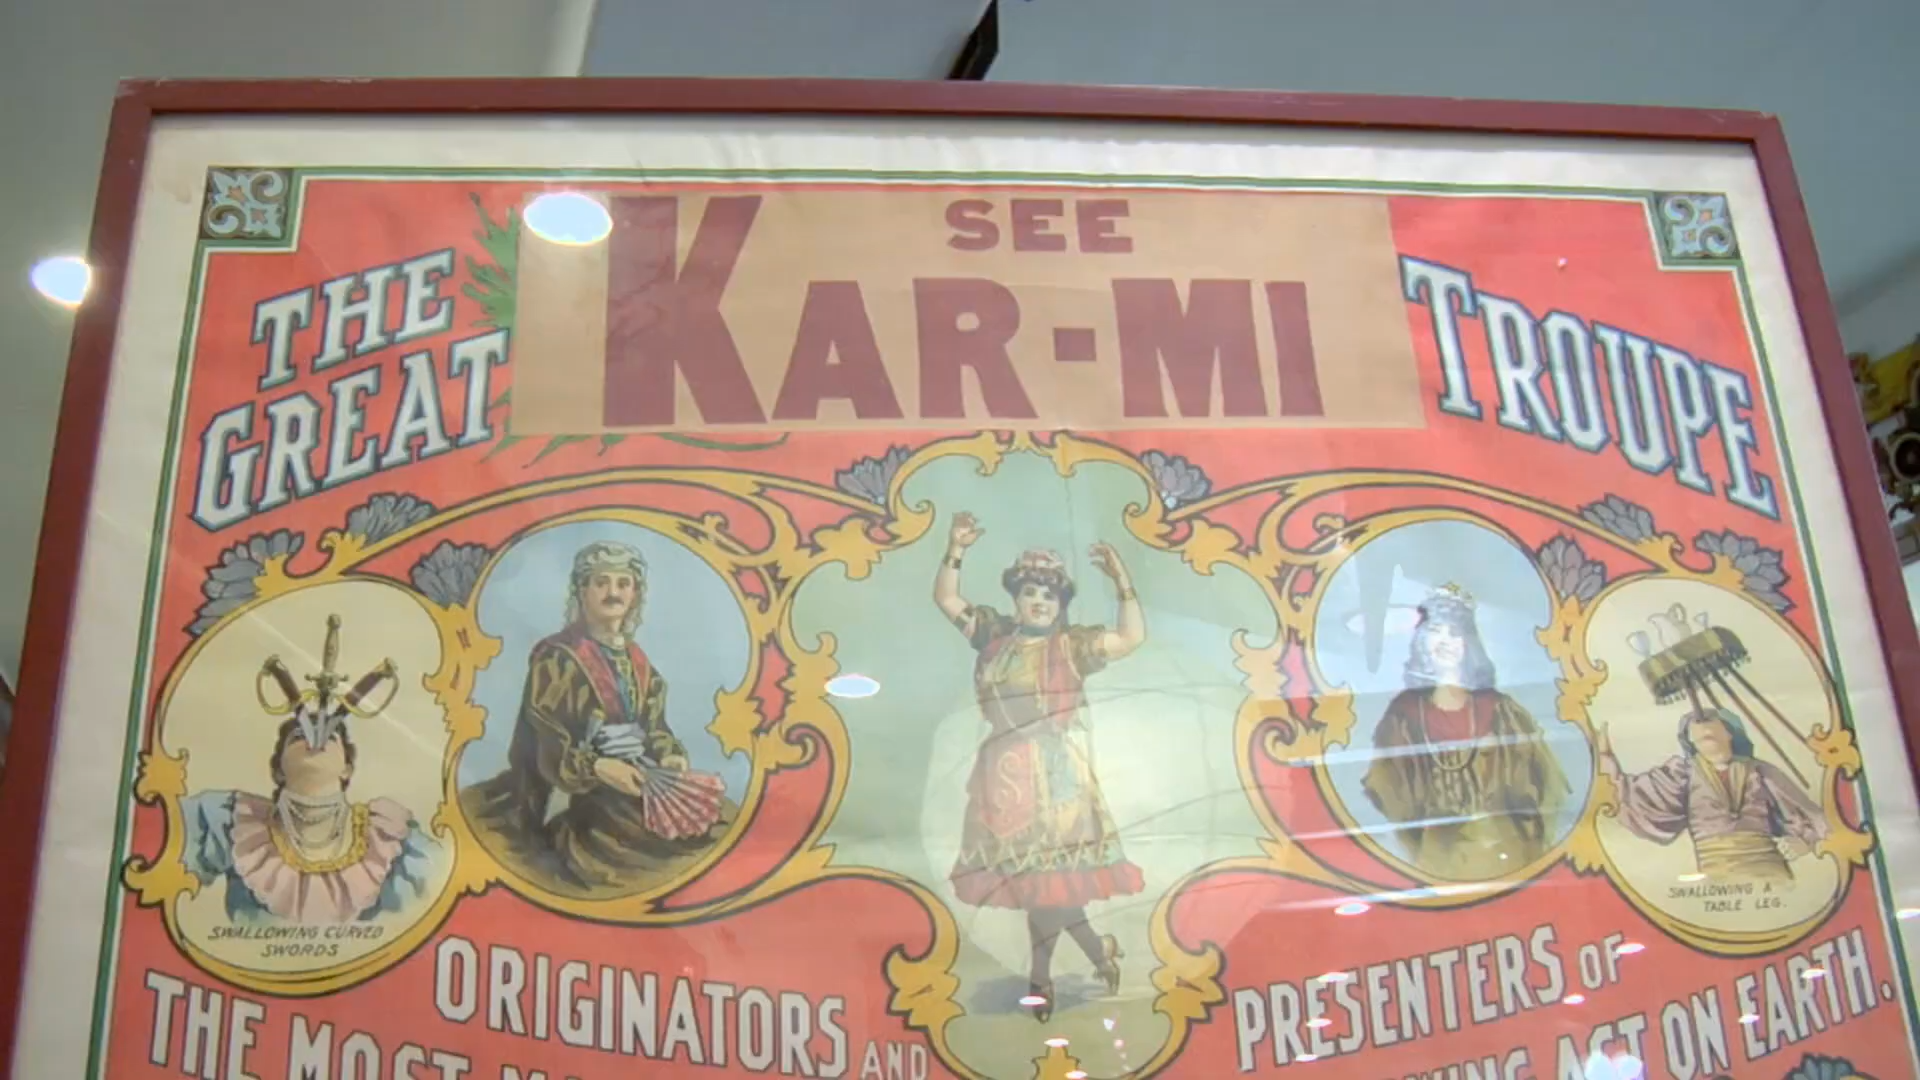 SEE
THE GREAT KAR-MI TROUPE
SWALLOWING CURVED
SWORDS
SWALLOWING A
TABLE LEG.
ORIGINATORS AND PRESENTERS OF
THE MOST ACT ON EARTH.